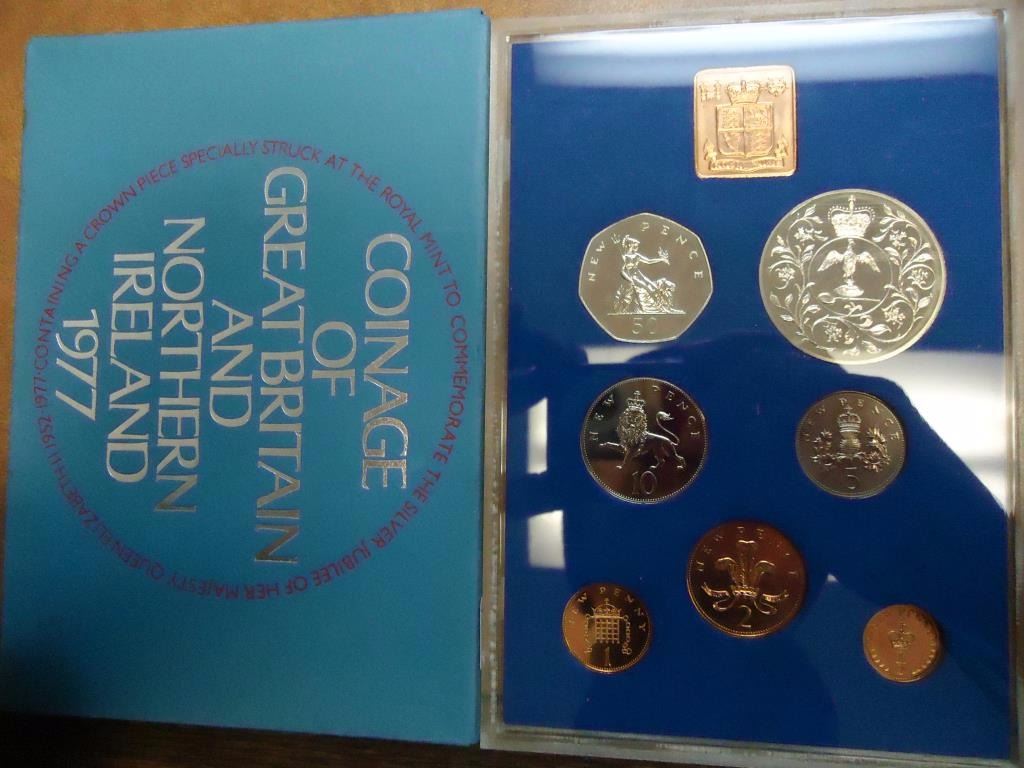 COINAGE
OF
GREAT BRITAIN
AND
NORTHERN
IRELAND
1977
CONTAINING A CROWN PIECE SPECIALLY STRUCK AT THE ROYAL MINT TO COMMEMORATE THE SILVER JUBILEE OF HER MAJESTY QUEEN ELIZABETH II 1952-1977
NEW PENCE
50
NEW PENCE
10
NEW PENCE
5
NEW PENCE
2
NEW PENNY
1